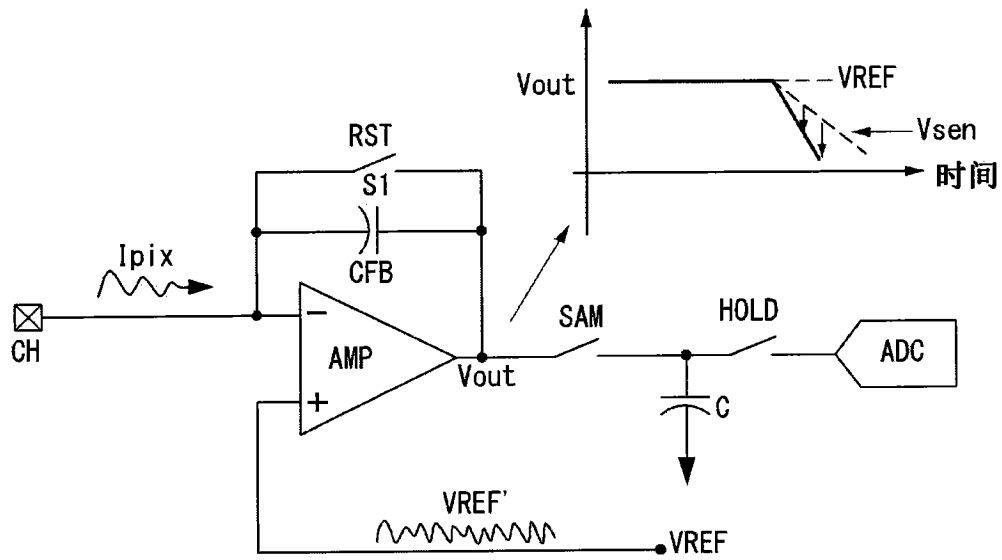 Vout
VREF
Vsen
时间
RST
S1
CFB
Ipix
CH
AMP
Vout
SAM
HOLD
ADC
C
VREF'
VREF